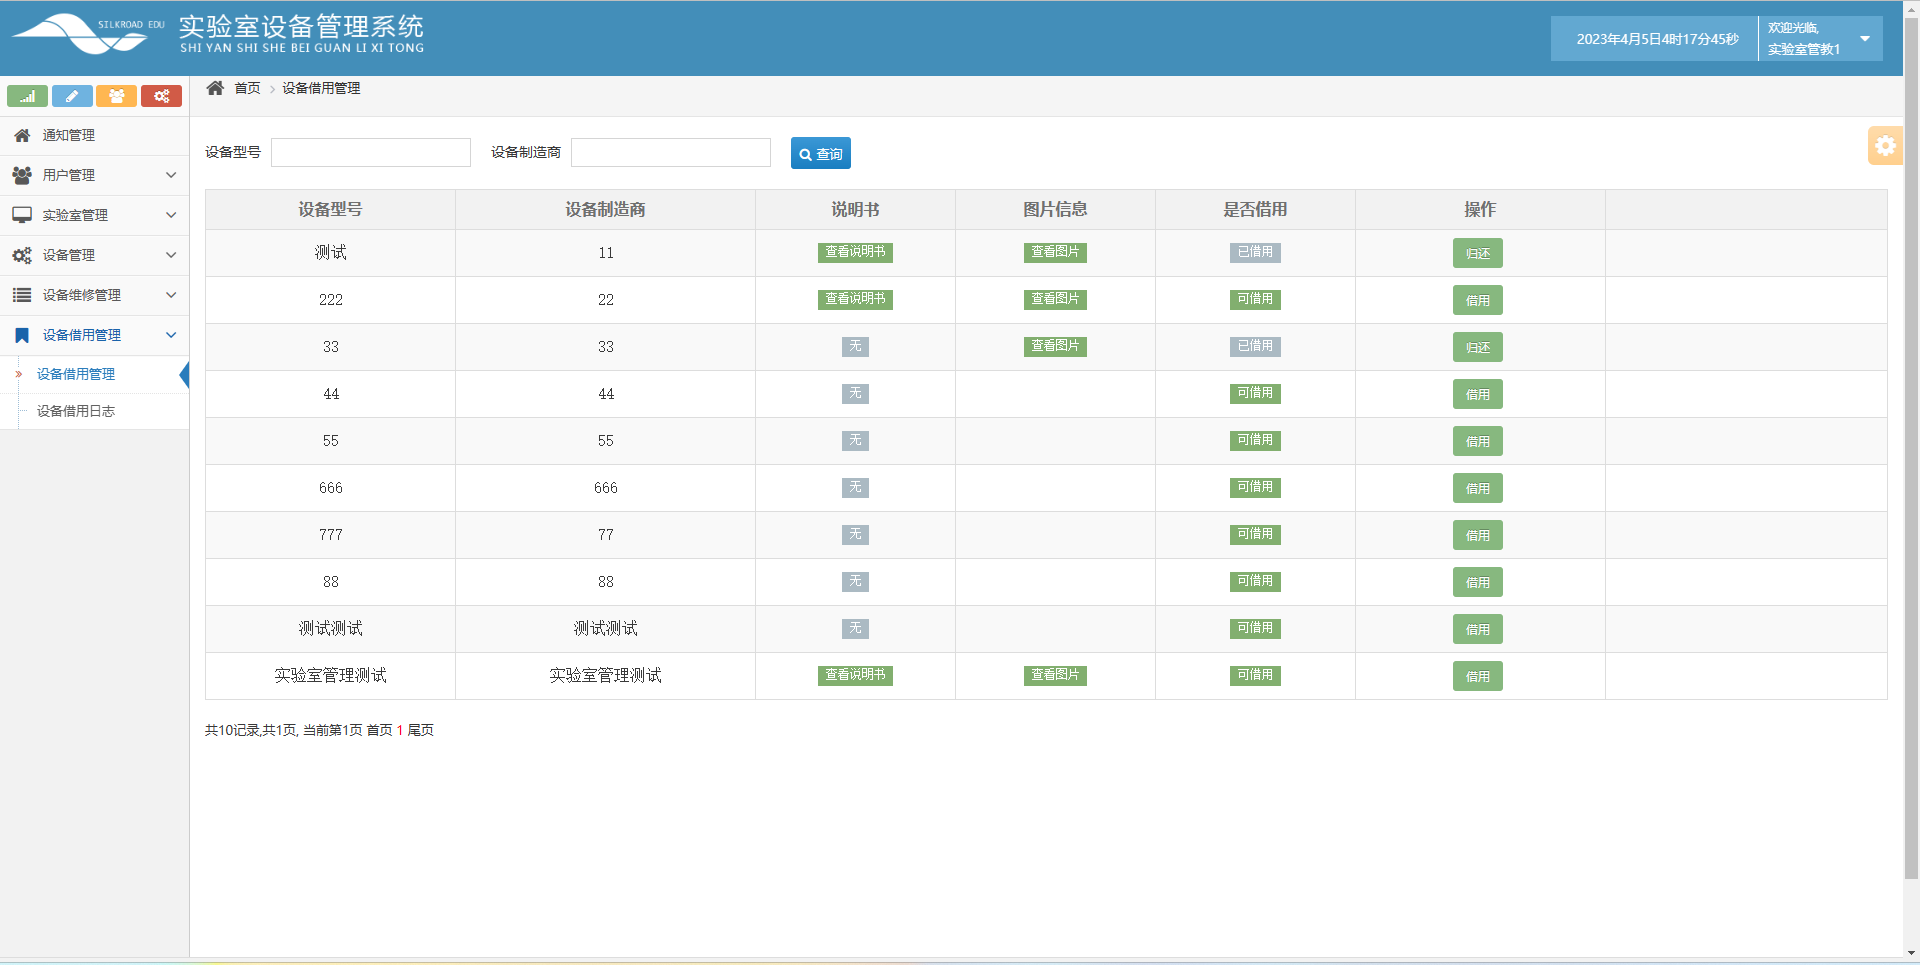 SILKROAD EDU
实验室设备管理系统
SHI YAN SHI SHE BEI GUAN LI XI TONG
2023年4月5日4时17分45秒
欢迎光临,
实验室管教1
首页 > 设备借用管理
通知管理
用户管理
实验室管理
设备管理
设备维修管理
设备借用管理
» 设备借用管理
设备借用日志
设备型号 设备制造商 查询
设备型号 设备制造商 说明书 图片信息 是否借用 操作
测试 11 查看说明书 查看图片 已借用 归还
222 22 查看说明书 查看图片 可借用 借用
33 33 无 查看图片 已借用 归还
44 44 无 可借用 借用
55 55 无 可借用 借用
666 666 无 可借用 借用
777 77 无 可借用 借用
88 88 无 可借用 借用
测试测试 测试测试 无 可借用 借用
实验室管理测试 实验室管理测试 查看说明书 查看图片 可借用 借用
共10记录,共1页, 当前第1页 首页 1 尾页